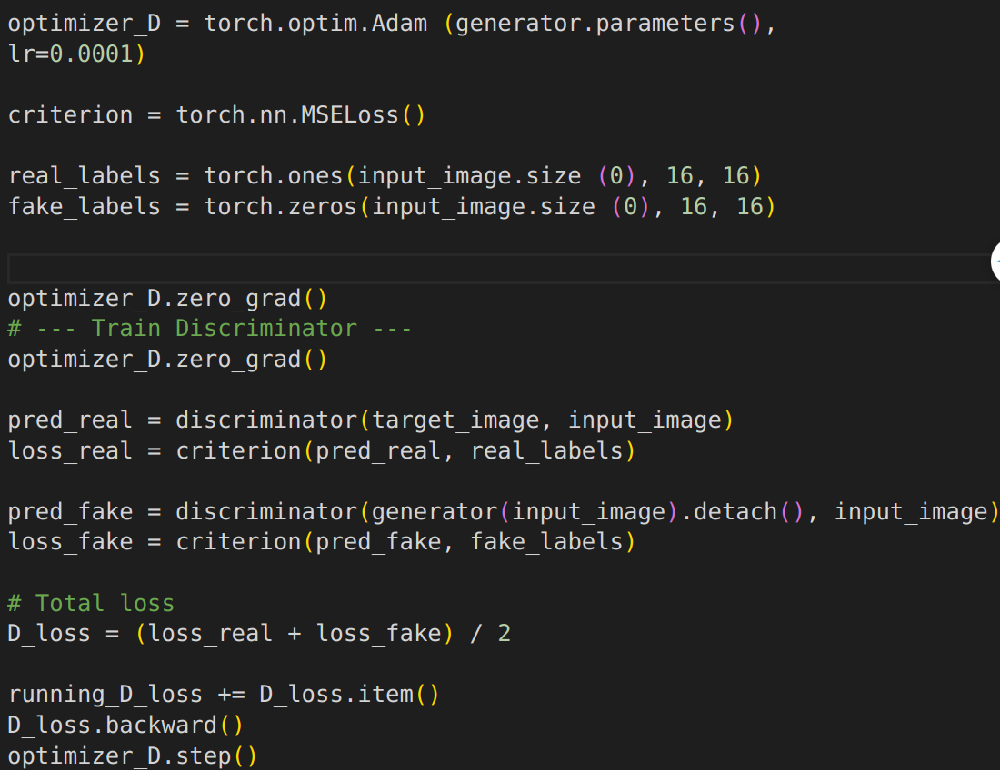 optimizer_D = torch.optim.Adam (generator.parameters(),
lr=0.0001)
criterion = torch.nn.MSELoss()
real_labels = torch.ones(input_image.size (0), 16, 16)
fake_labels = torch.zeros(input_image.size (0), 16, 16)
optimizer_D.zero_grad()
# --- Train Discriminator ---
optimizer_D.zero_grad()
pred_real = discriminator(target_image, input_image)
loss_real = criterion(pred_real, real_labels)
pred_fake = discriminator(generator(input_image).detach(), input_image)
loss_fake = criterion(pred_fake, fake_labels)
# Total loss
D_loss = (loss_real + loss_fake) / 2
running_D_loss += D_loss.item()
D_loss.backward()
optimizer_D.step()